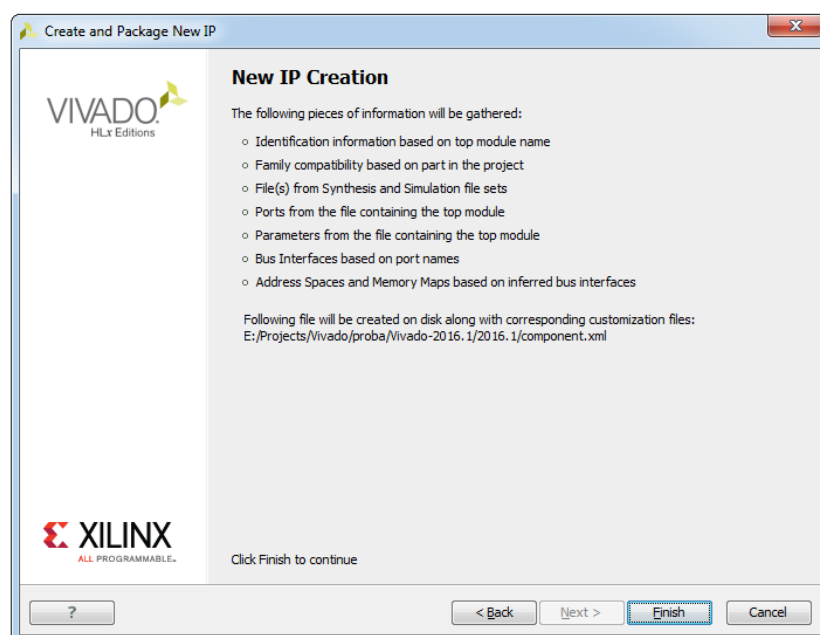 Create and Package New IP
VIVADO.
HLx Editions
New IP Creation
The following pieces of information will be gathered:
Identification information based on top module name
Family compatibility based on part in the project
File(s) from Synthesis and Simulation file sets
Ports from the file containing the top module
Parameters from the file containing the top module
Bus Interfaces based on port names
Address Spaces and Memory Maps based on inferred bus interfaces
Following file will be created on disk along with corresponding customization files:
E:/Projects/Vivado/proba/Vivado-2016.1/2016.1/component.xml
XILINX
ALL PROGRAMMABLE™
Click Finish to continue
?
< Back
Next >
Finish
Cancel